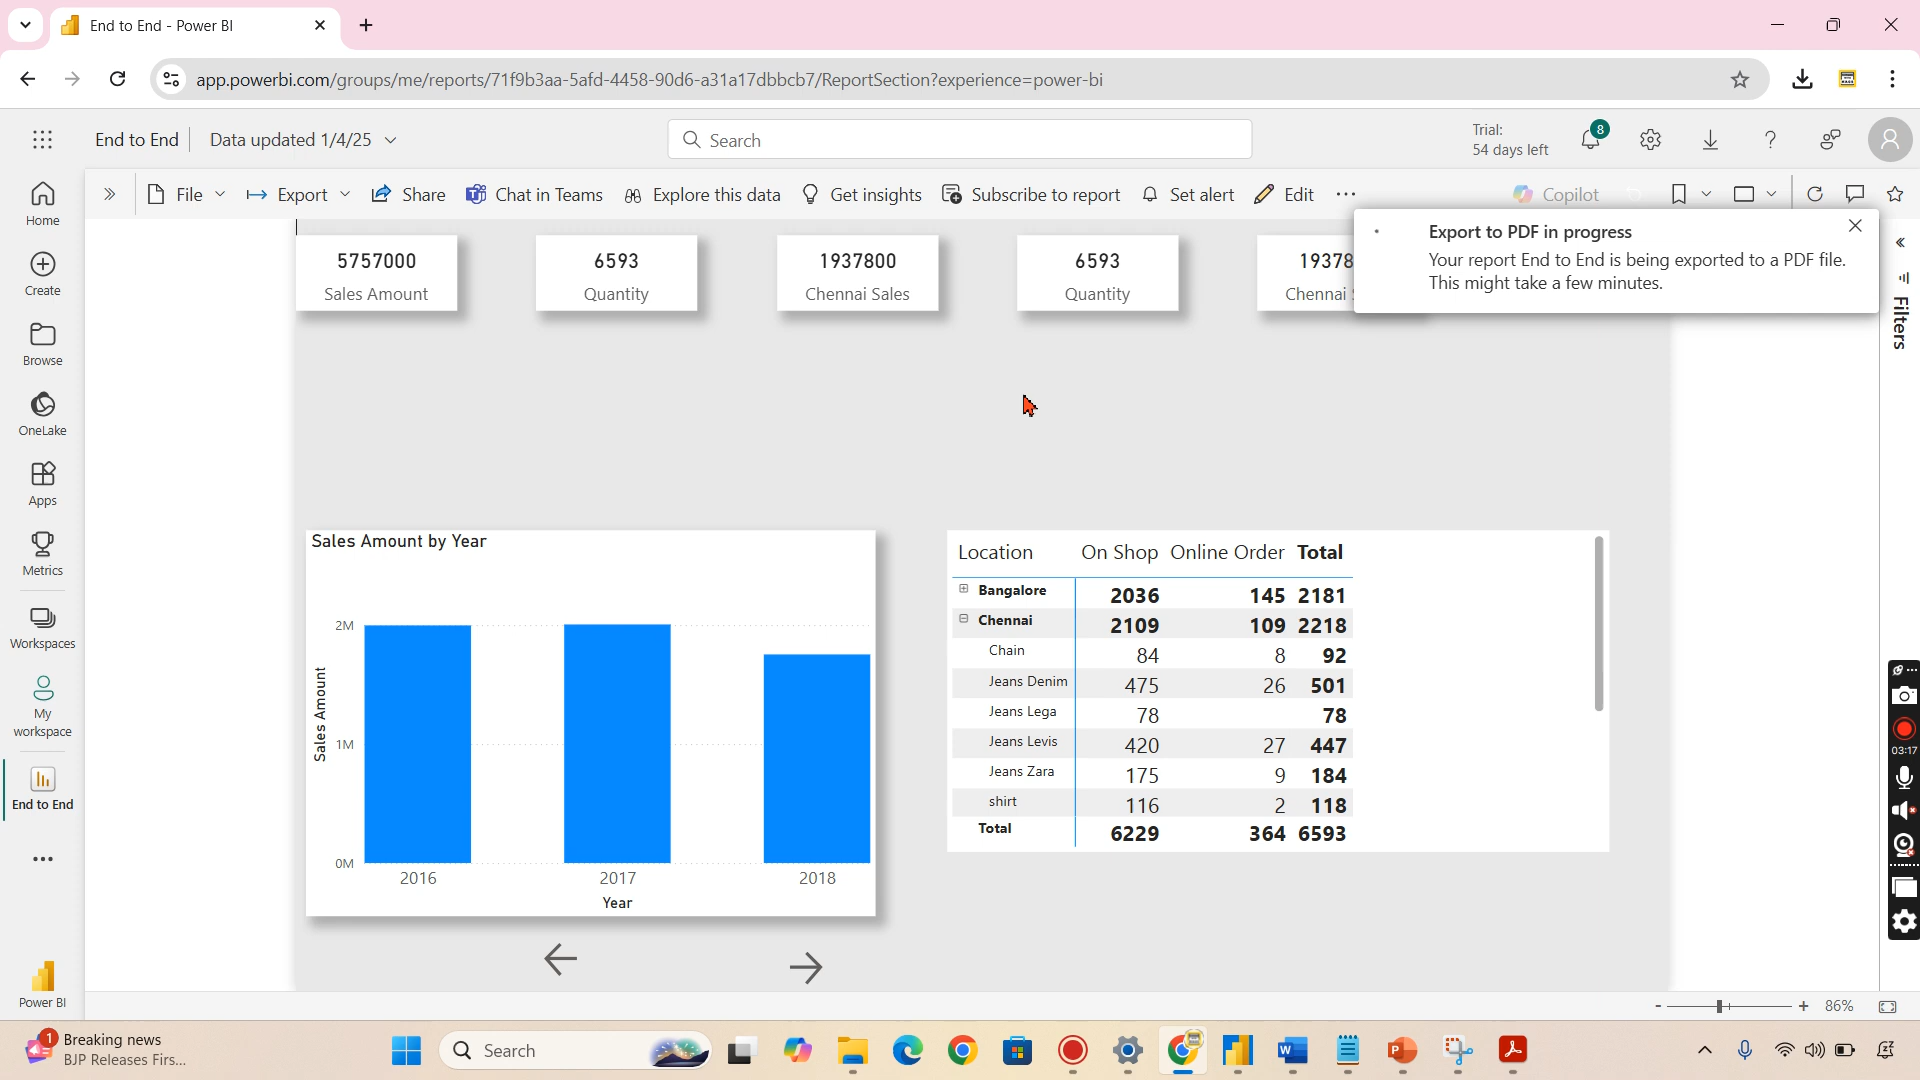 End to End - Power BI
app.powerbi.com/groups/me/reports/71f9b3aa-5afd-4458-90d6-a31a17dbbcb7/ReportSection?experience=power-bi
End to End
Data updated 1/4/25
Search
Trial:
54 days left
8
File
Export
Share
Chat in Teams
Explore this data
Get insights
Subscribe to report
Set alert
Edit
Copilot
Export to PDF in progress
Your report End to End is being exported to a PDF file.
This might take a few minutes.
Filters
Home
Create
Browse
OneLake
Apps
Metrics
Workspaces
My
workspace
End to End
Power BI
5757000
Sales Amount
6593
Quantity
1937800
Chennai Sales
6593
Quantity
19378
Chennai
Sales Amount by Year
Sales Amount
2M
1M
0M
2016 2017 2018
Year
Location On Shop Online Order Total
Bangalore 2036 145 2181
Chennai 2109 109 2218
Chain 84 8 92
Jeans Denim 475 26 501
Jeans Lega 78 78
Jeans Levis 420 27 447
Jeans Zara 175 9 184
shirt 116 2 118
Total 6229 364 6593
03:17
- + 86%
1
Breaking news
BJP Releases Firs...
Search